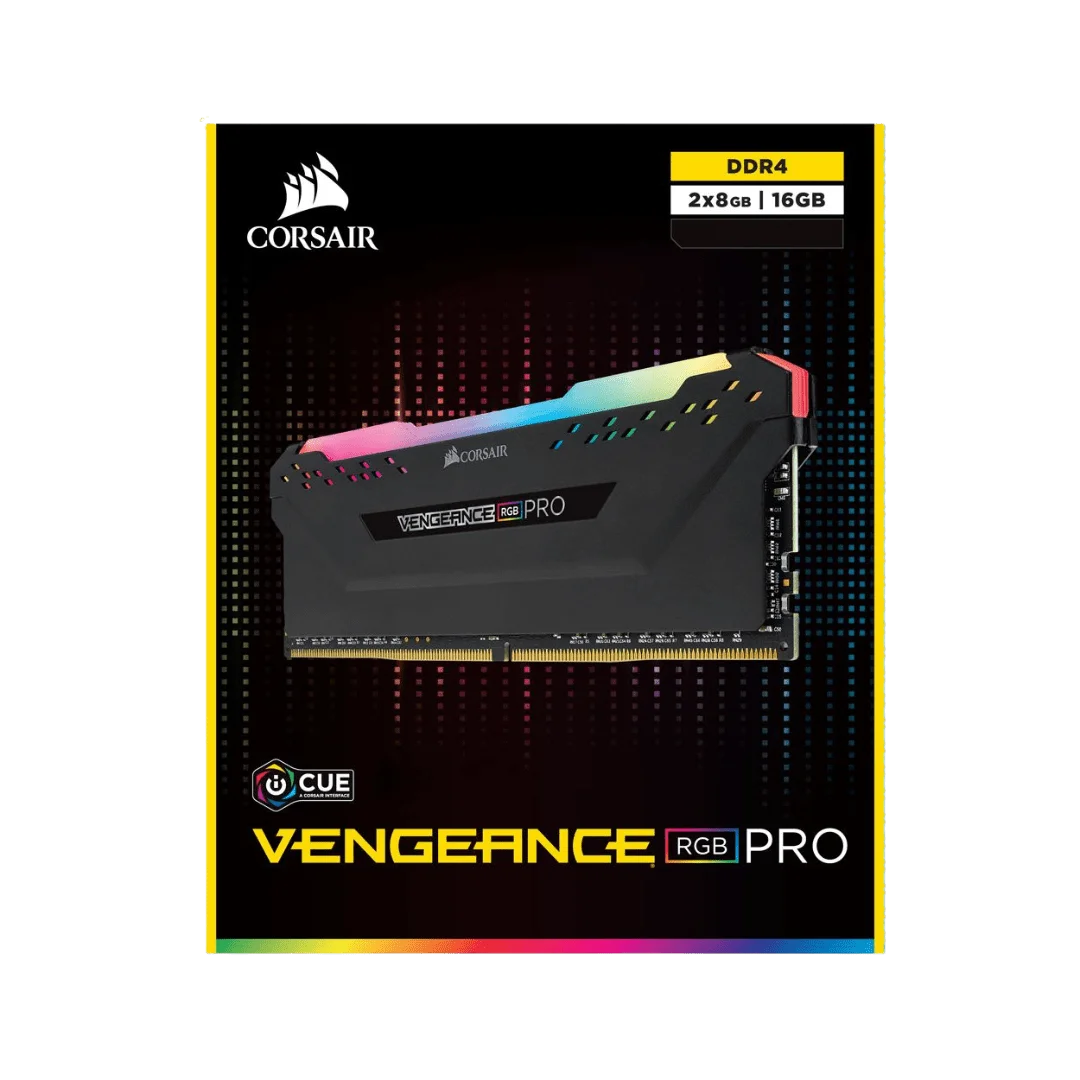 CORSAIR
DDR4
2x8GB | 16GB
CORSAIR
VENGEANCE RGB PRO
iCUE
A CORSAIR INTERFACE
VENGEANCE RGB PRO